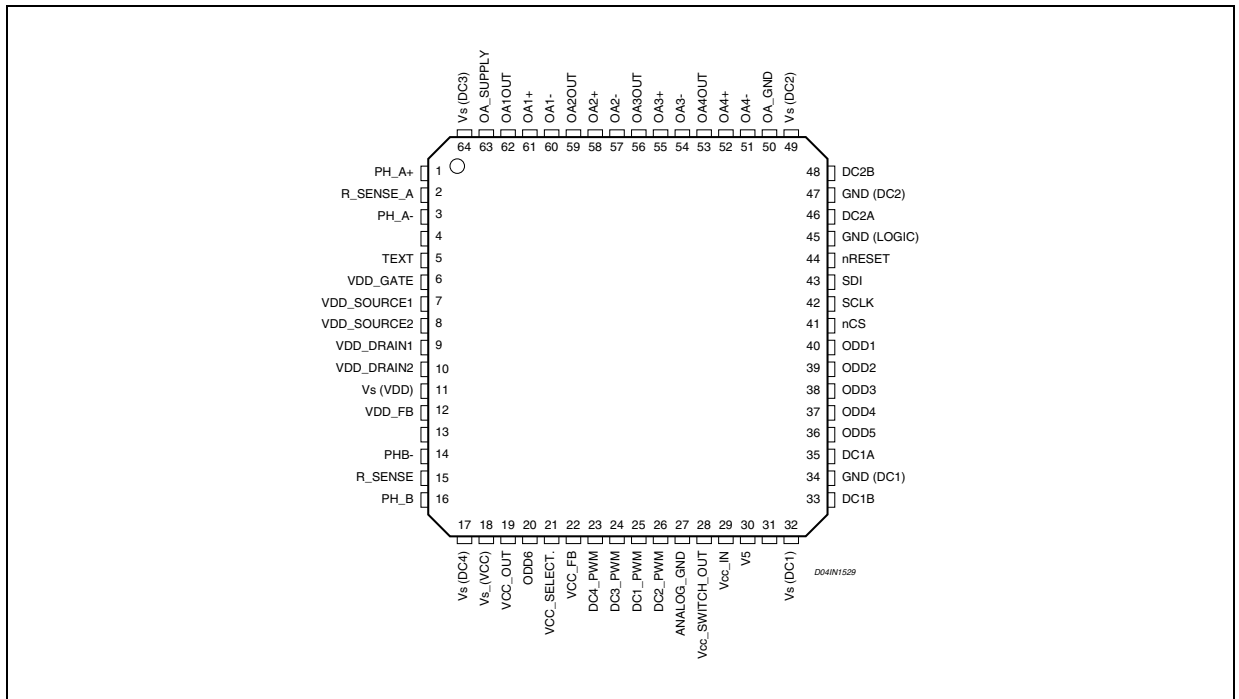 Vs (DC3)
OA_SUPPLY
OA1OUT
OA1+
OA1-
OA2OUT
OA2+
OA2-
OA3OUT
OA3+
OA3-
OA4OUT
OA4+
OA4-
OA_GND
Vs (DC2)
64 63 62 61 60 59 58 57 56 55 54 53 52 51 50 49
PH_A+ 1
R_SENSE_A 2
PH_A- 3
4
TEXT 5
VDD_GATE 6
VDD_SOURCE1 7
VDD_SOURCE2 8
VDD_DRAIN1 9
VDD_DRAIN2 10
Vs (VDD) 11
VDD_FB 12
13
PHB- 14
R_SENSE 15
PH_B 16
48 DC2B
47 GND (DC2)
46 DC2A
45 GND (LOGIC)
44 nRESET
43 SDI
42 SCLK
41 nCS
40 ODD1
39 ODD2
38 ODD3
37 ODD4
36 ODD5
35 DC1A
34 GND (DC1)
33 DC1B
17 18 19 20 21 22 23 24 25 26 27 28 29 30 31 32
Vs (DC4)
Vs_(VCC)
VCC_OUT
ODD6
VCC_SELECT.
VCC_FB
DC4_PWM
DC3_PWM
DC1_PWM
DC2_PWM
ANALOG_GND
Vcc_SWITCH_OUT
Vcc_IN
V5
Vs (DC1)
D04IN1529